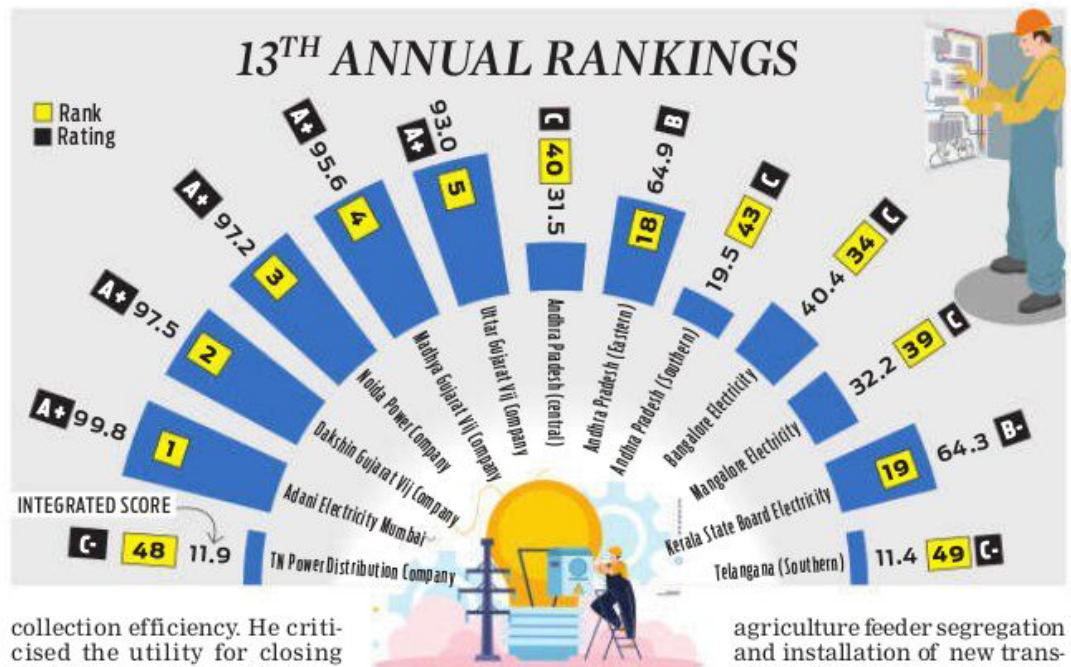 13TH ANNUAL RANKINGS
Rank
Rating
INTEGRATED SCORE
C- 48 11.9 TN Power Distribution Company
A+ 99.8 1 Adani Electricity Mumbai
A+ 97.5 2 Dakshin Gujarat Vij Company
A+ 97.2 3 Noida Power Company
A+ 95.6 4 Madhya Gujarat Vij Company
A+ 93.0 5 Uttar Gujarat Vij Company
C 40 31.5 Andhra Pradesh (central)
B 64.9 18 Andhra Pradesh (Eastern)
C 43 19.5 Andhra Pradesh (Southern)
C 34 40.4 Bangalore Electricity
C 39 32.2 Mangalore Electricity
B- 64.3 19 Kerala State Board Electricity
Telangana (Southern) 11.4 49 C-
collection efficiency. He criti-
cised the utility for closing
agriculture feeder segregation
and installation of new trans-